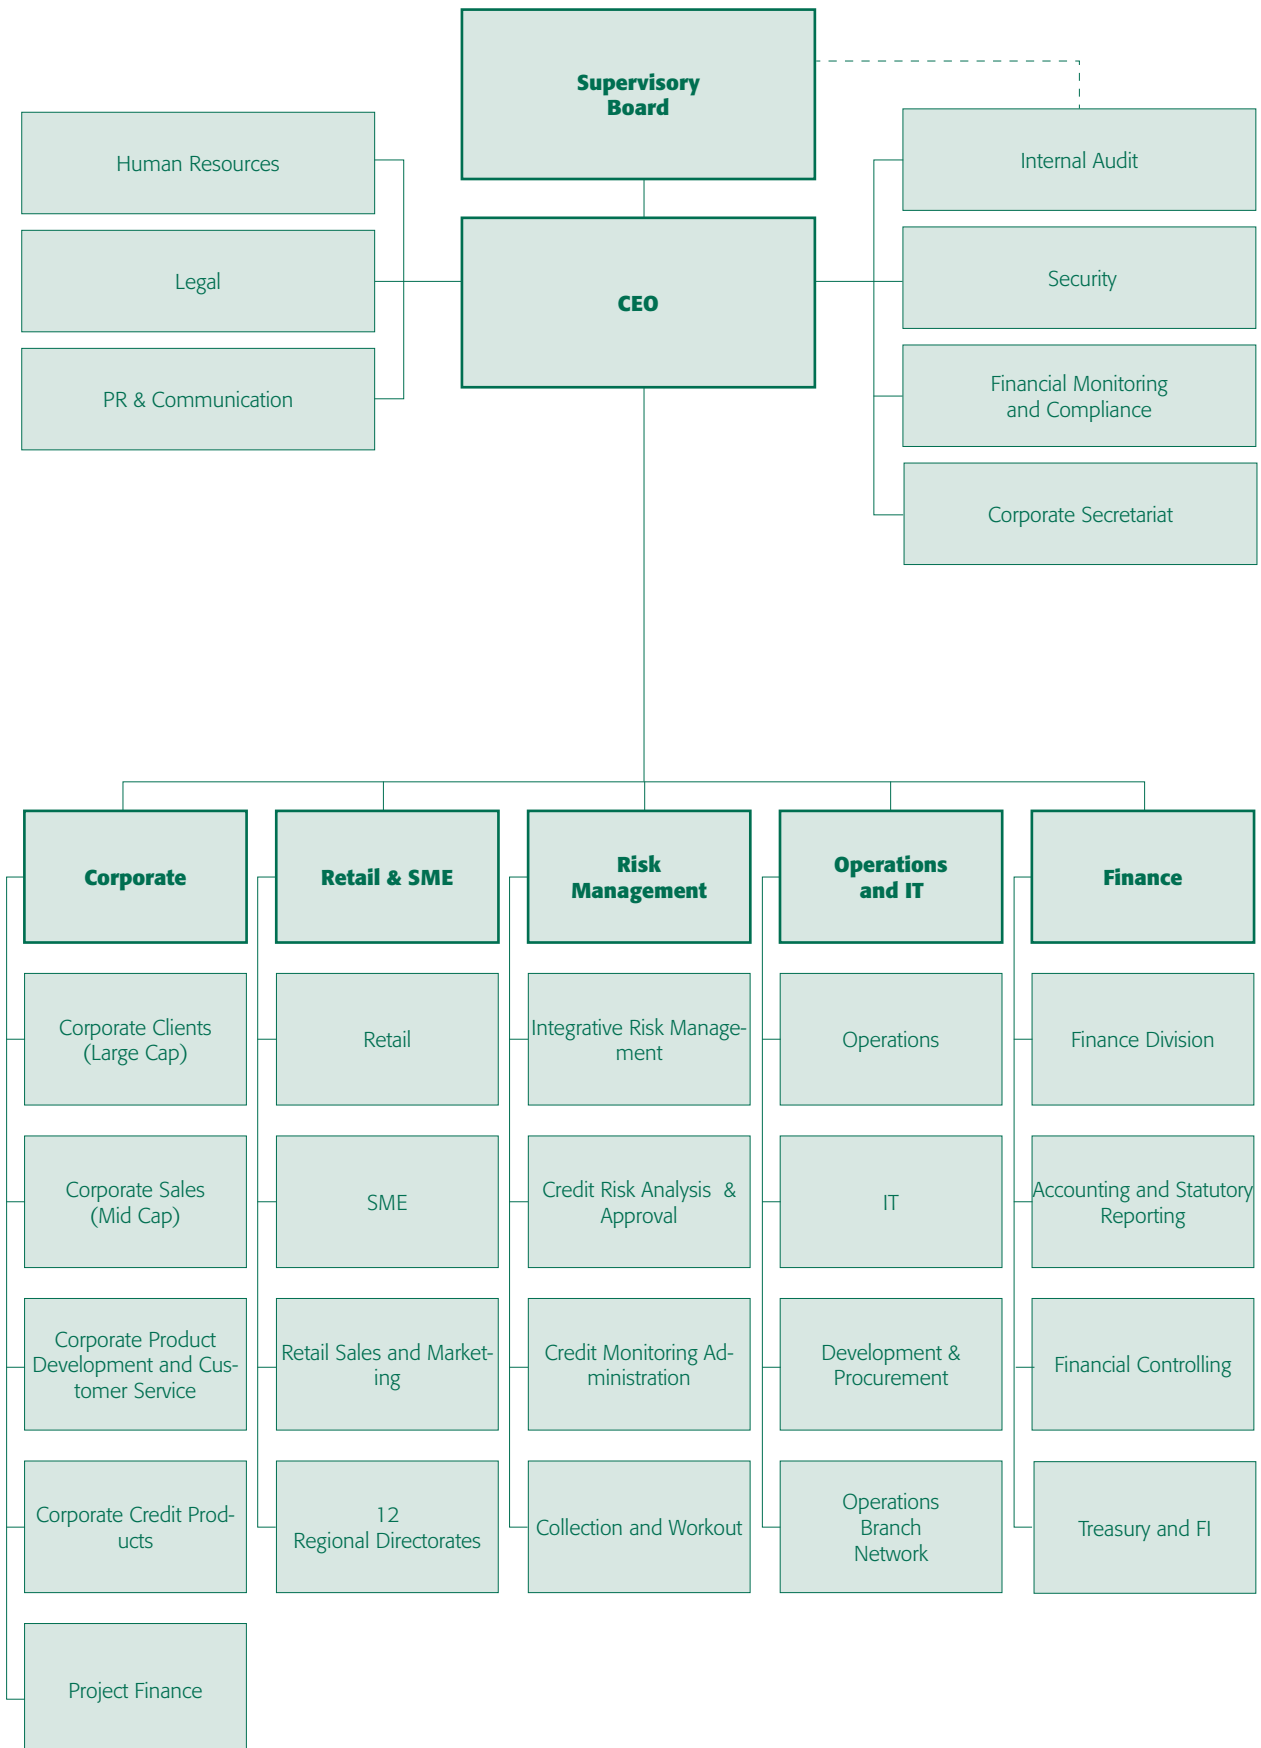 Supervisory
Board
Human Resources
Internal Audit
Legal
CEO
Security
PR & Communication
Financial Monitoring
and Compliance
Corporate Secretariat
Corporate
Retail & SME
Risk
Management
Operations
and IT
Finance
Corporate Clients
(Large Cap)
Retail
Integrative Risk Manage-
ment
Operations
Finance Division
Corporate Sales
(Mid Cap)
SME
Credit Risk Analysis &
Approval
IT
Accounting and Statutory
Reporting
Corporate Product
Development and Cus-
tomer Service
Retail Sales and Market-
ing
Credit Monitoring Ad-
ministration
Development &
Procurement
Financial Controlling
Corporate Credit Prod-
ucts
12
Regional Directorates
Collection and Workout
Operations
Branch
Network
Treasury and FI
Project Finance